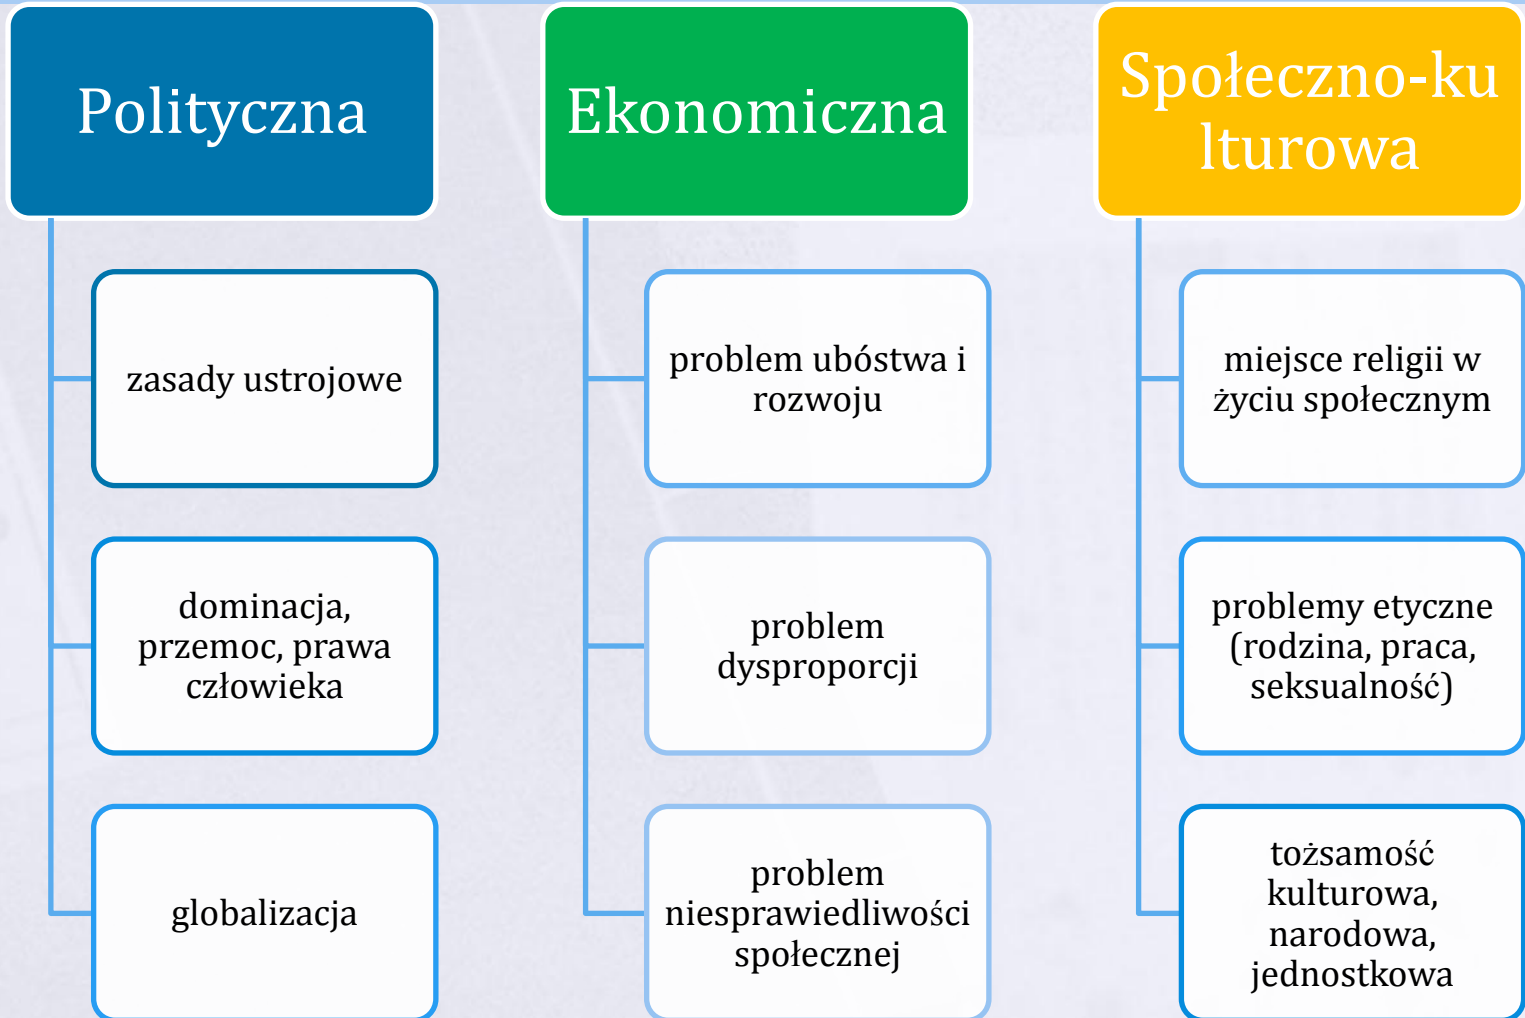 Polityczna
zasady ustrojowe
dominacja,
przemoc, prawa
człowieka
globalizacja
Ekonomiczna
problem ubóstwa i
rozwoju
problem
dysproporcji
problem
niesprawiedliwości
społecznej
Społeczno-ku
lturowa
miejsce religii w
życiu społecznym
problemy etyczne
(rodzina, praca,
seksualność)
tożsamość
kulturowa,
narodowa,
jednostkowa